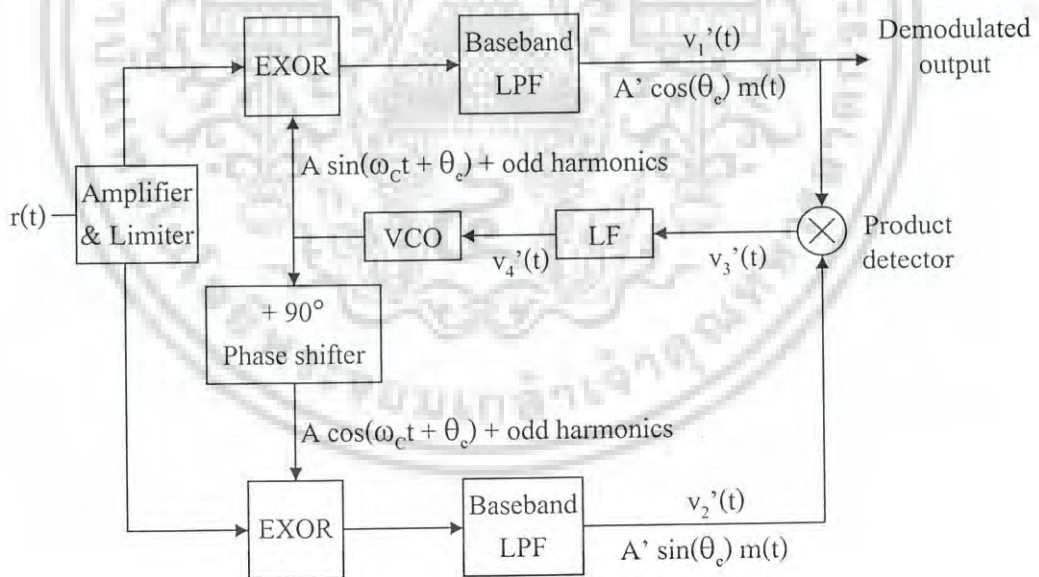 EXOR
Baseband
LPF
v₁'(t)
A' cos(θₑ) m(t)
Demodulated
output
A sin(ω_C t + θₑ) + odd harmonics
r(t)
Amplifier
& Limiter
VCO
v₄'(t)
LF
v₃'(t)
Product
detector
+ 90°
Phase shifter
A cos(ω_C t + θₑ) + odd harmonics
EXOR
Baseband
LPF
v₂'(t)
A' sin(θₑ) m(t)